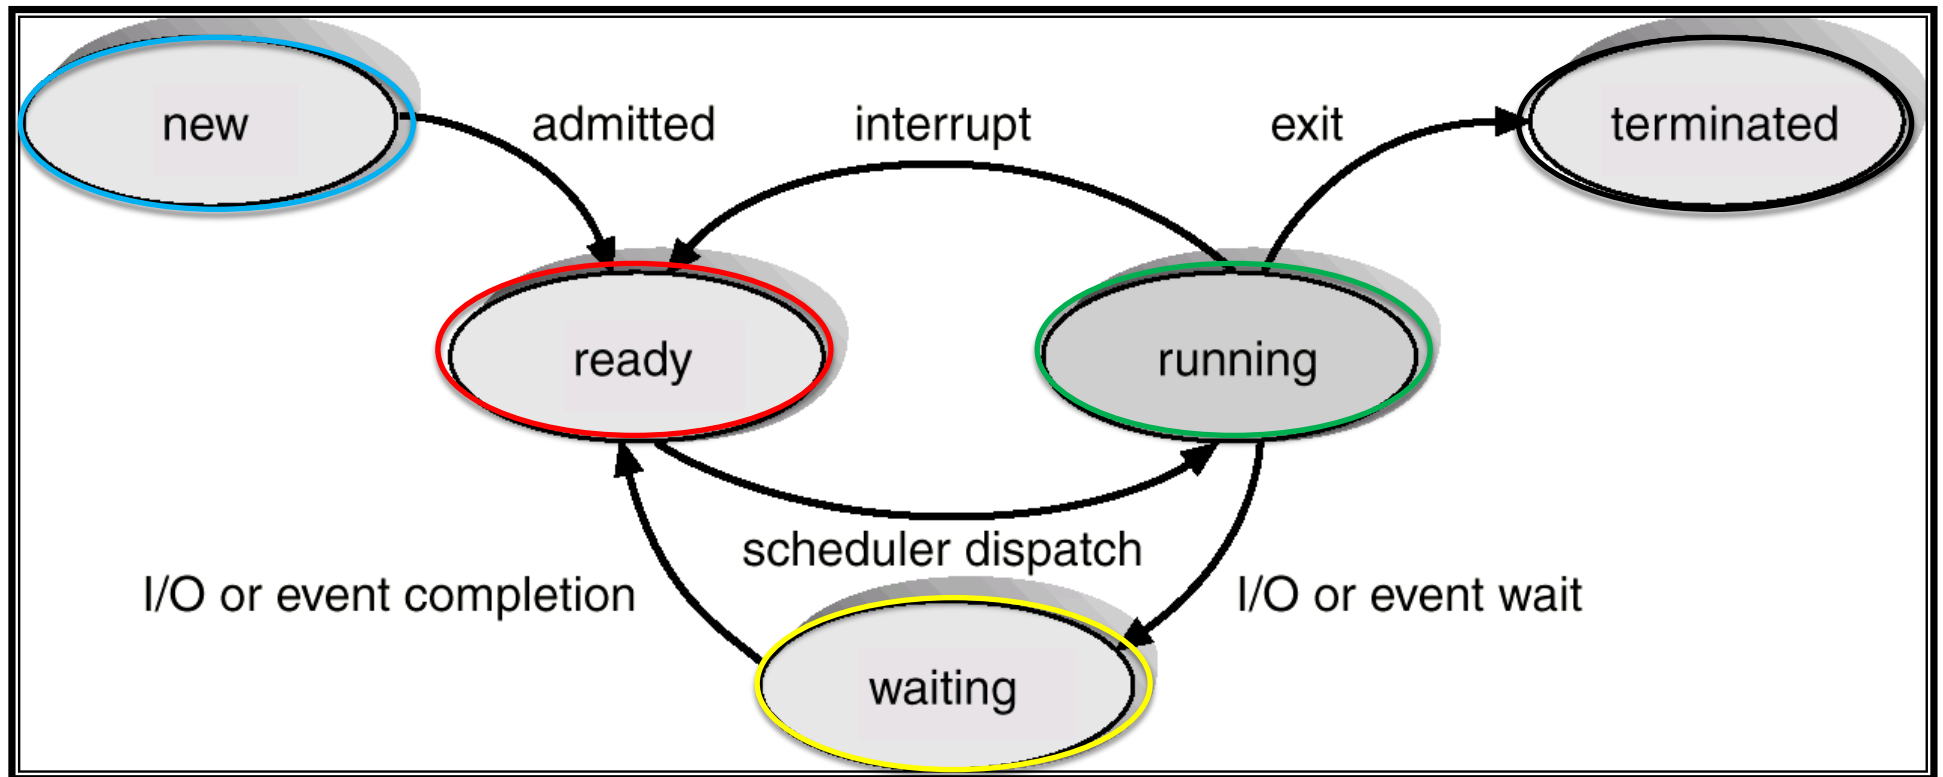 new
admitted
interrupt
exit
terminated
ready
running
scheduler dispatch
I/O or event completion
I/O or event wait
waiting